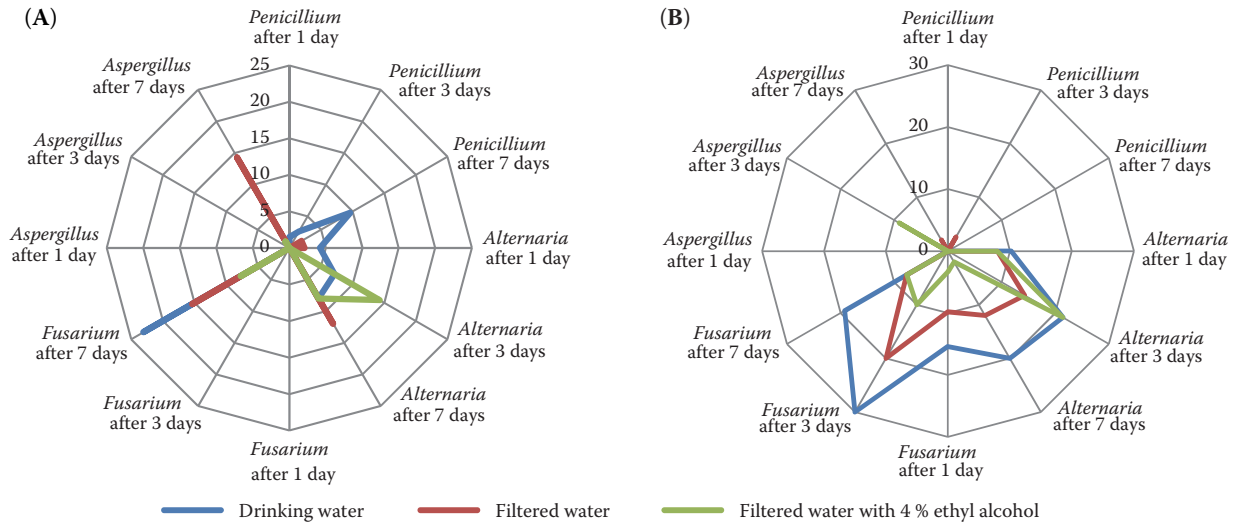 (A)
Penicillium
after 1 day
Penicillium
after 3 days
Penicillium
after 7 days
Alternaria
after 1 day
Alternaria
after 3 days
Alternaria
after 7 days
Fusarium
after 1 day
Fusarium
after 3 days
Fusarium
after 7 days
Aspergillus
after 1 day
Aspergillus
after 3 days
Aspergillus
after 7 days
25
20
15
10
5
0
(B)
Penicillium
after 1 day
Penicillium
after 3 days
Penicillium
after 7 days
Alternaria
after 1 day
Alternaria
after 3 days
Alternaria
after 7 days
Fusarium
after 1 day
Fusarium
after 3 days
Fusarium
after 7 days
Aspergillus
after 1 day
Aspergillus
after 3 days
Aspergillus
after 7 days
30
20
10
0
Drinking water
Filtered water
Filtered water with 4 % ethyl alcohol